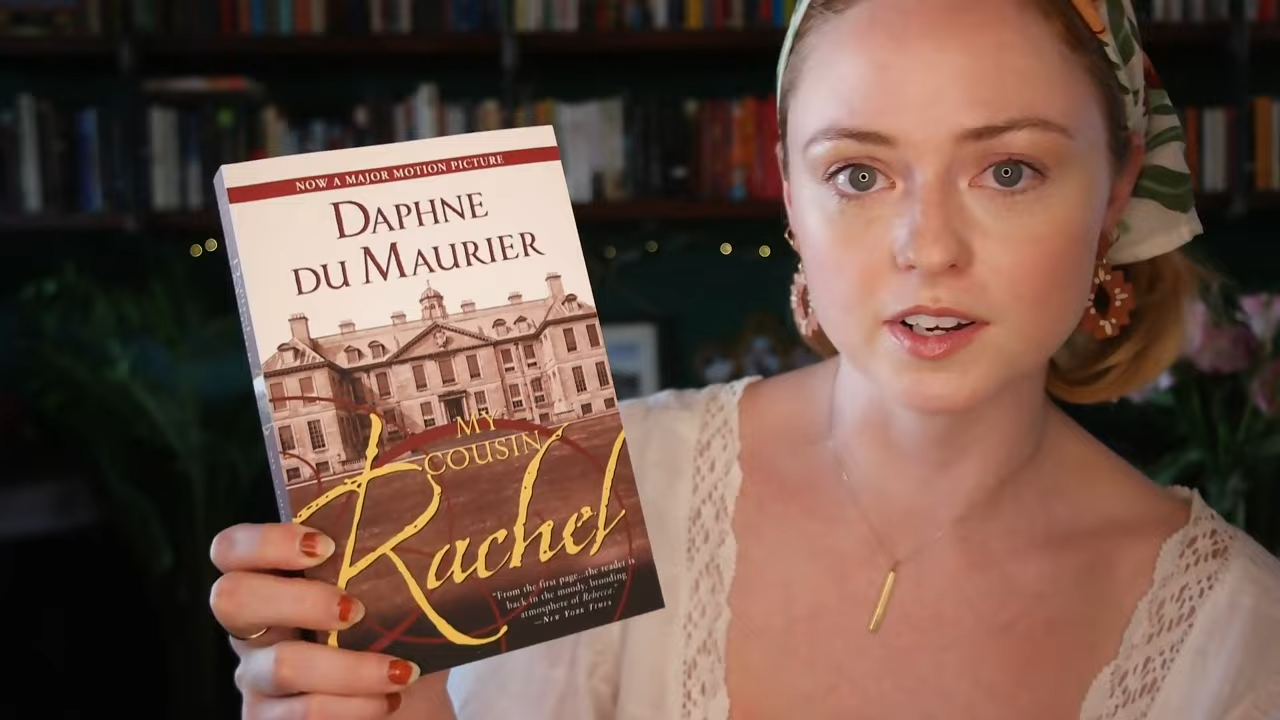 NOW A MAJOR MOTION PICTURE
DAPHNE
DU MAURIER
MY
COUSIN
Rachel
"From the first page...the reader is
back in the moody, brooding
atmosphere of Rebecca."
—NEW YORK TIMES